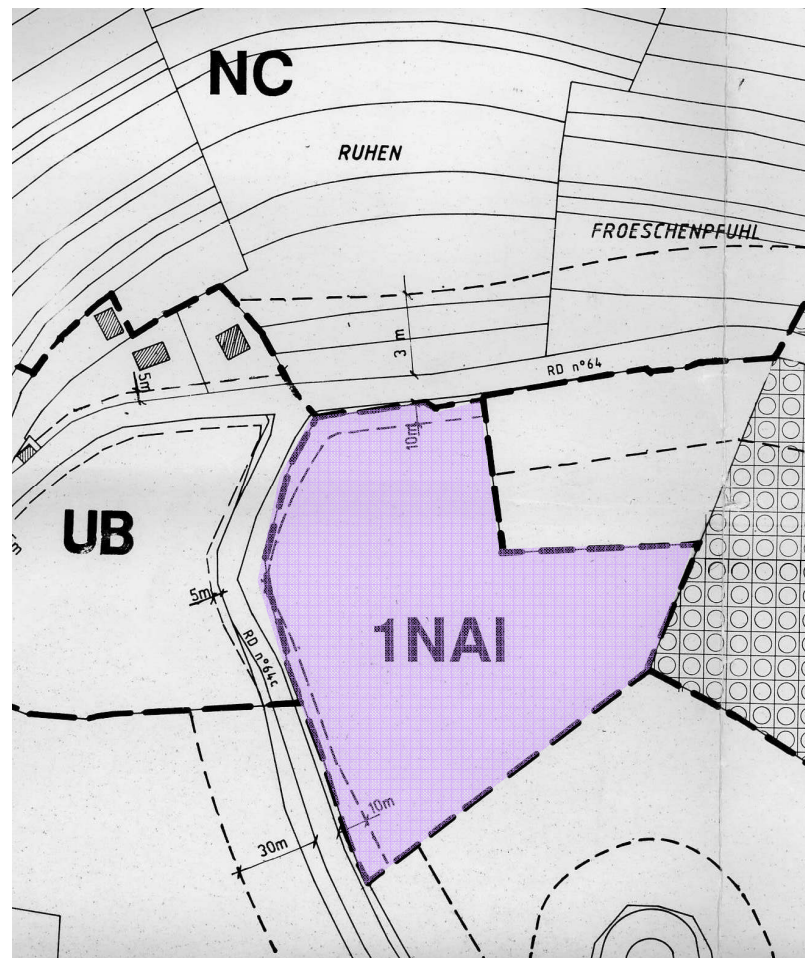 NC
RUHEN
FROESCHENPFUHL
3 m
RD n°64
5m
10m
UB
m
1NAI
5m
RD n°64c
10m
30m